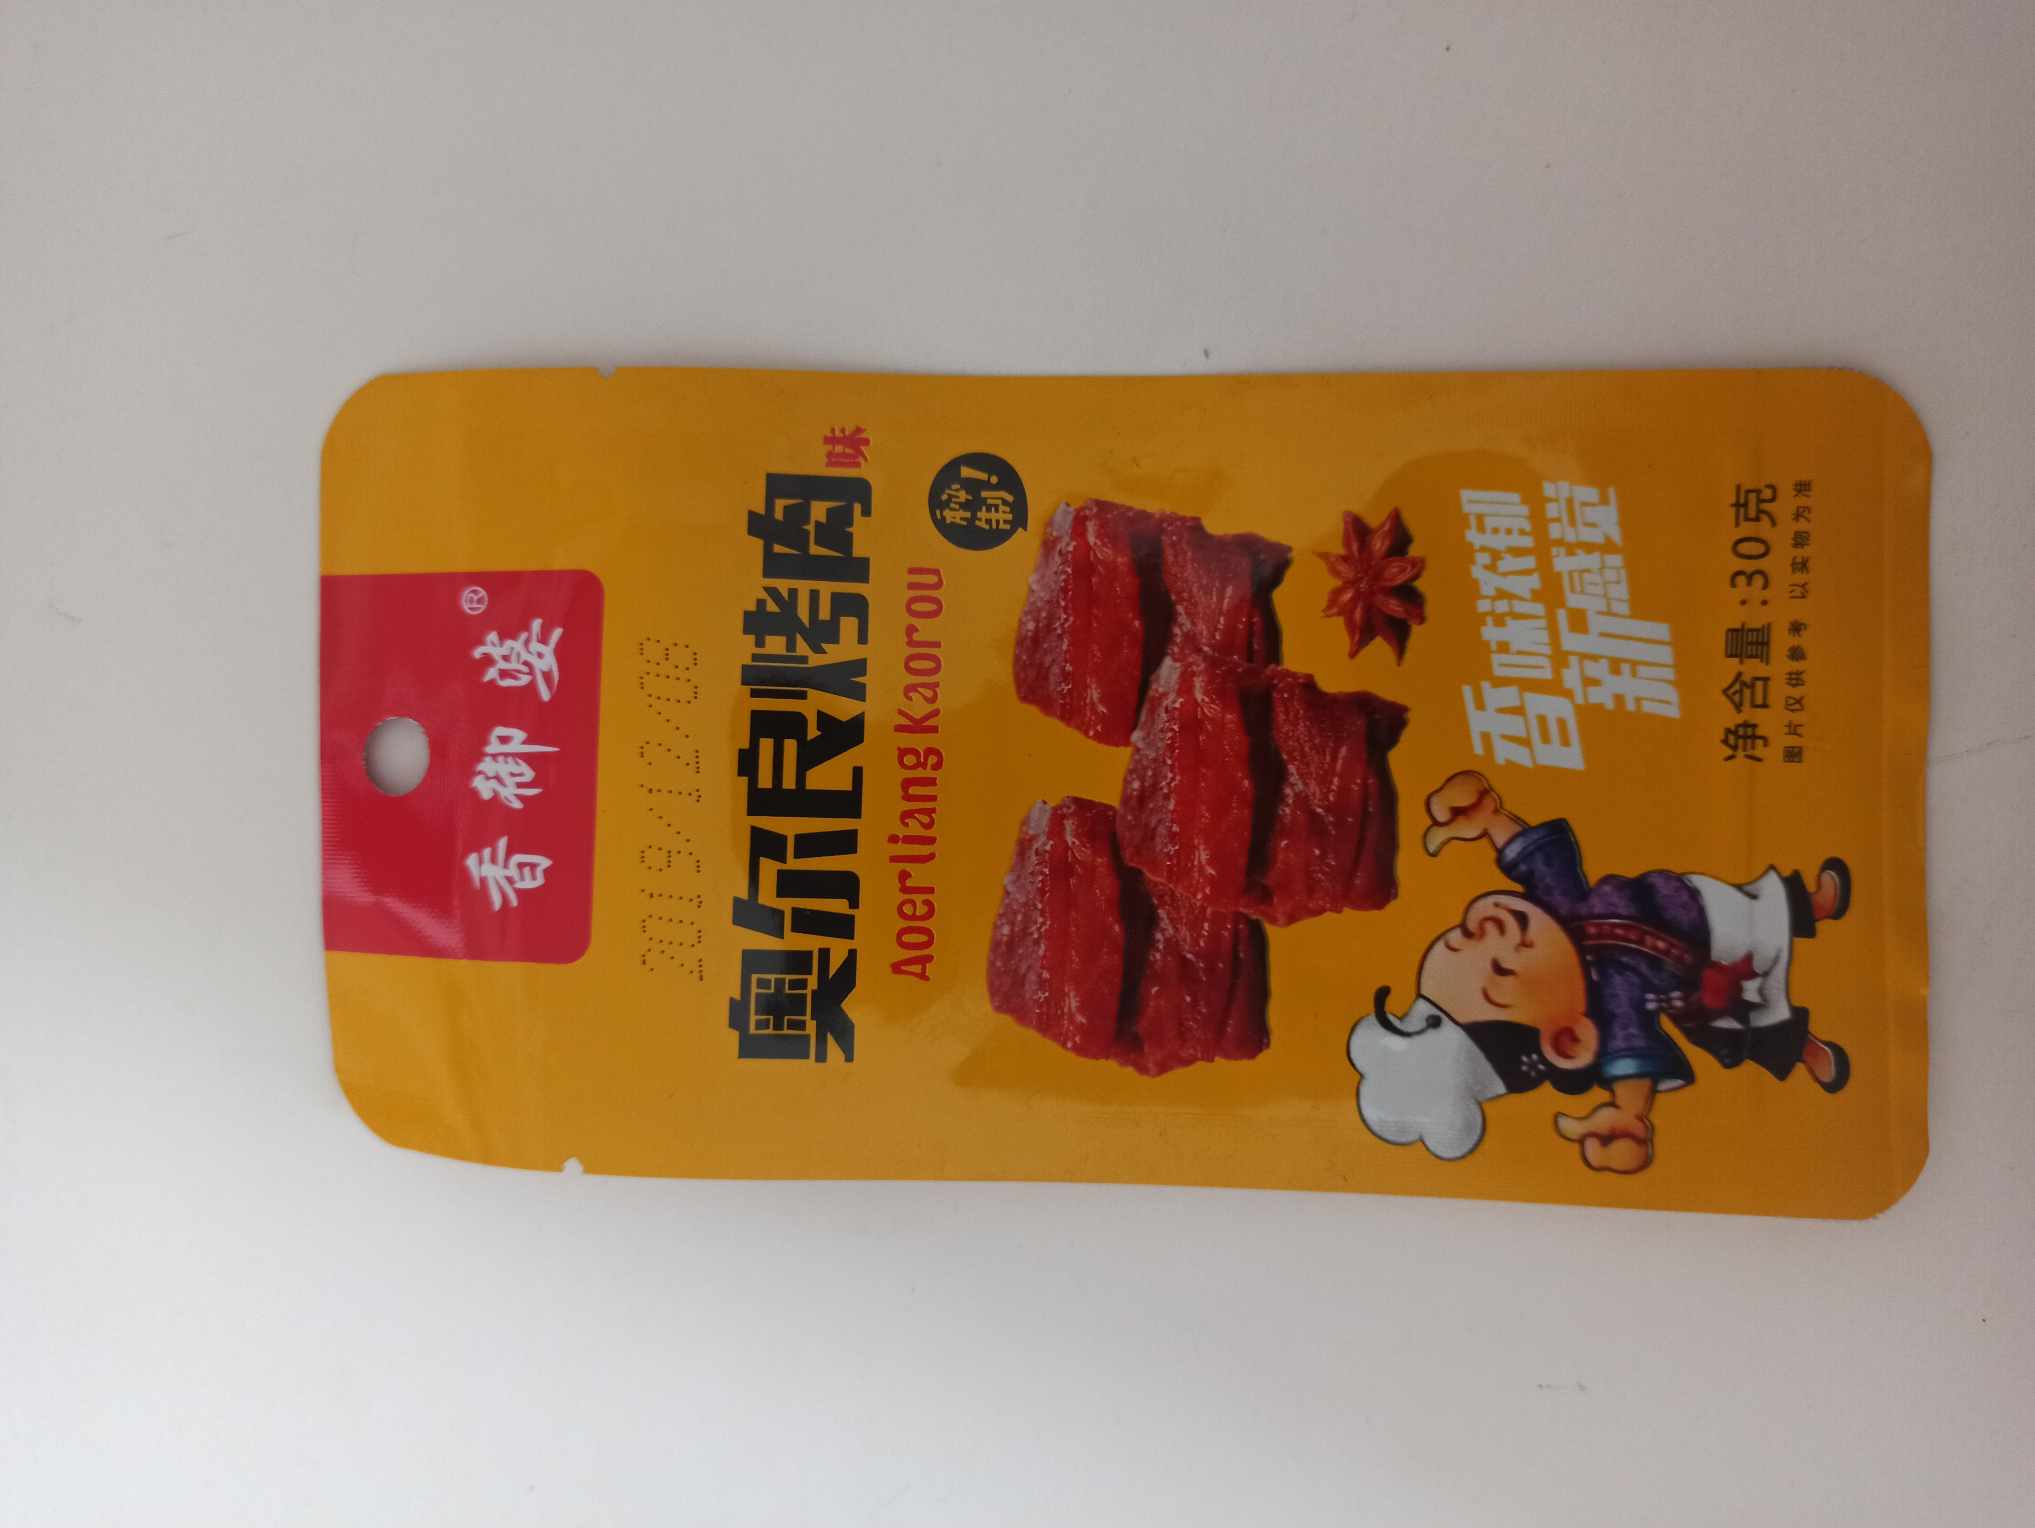 香御婆®
2019/12/08
奥尔良烤肉味
AoerliangKaorou
秘制!
香味浓郁
新感觉
净含量:30克
图片仅供参考 以实物为准